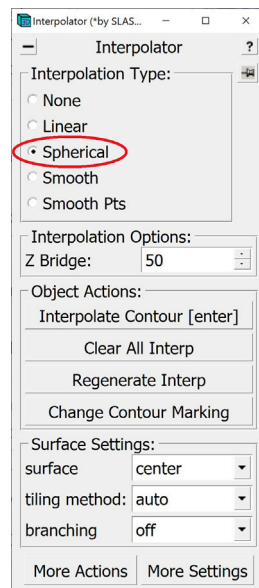 Interpolator (*by SLAS...
Interpolator ?
Interpolation Type:
None
Linear
Spherical
Smooth
Smooth Pts
Interpolation Options:
Z Bridge: 50
Object Actions:
Interpolate Contour [enter]
Clear All Interp
Regenerate Interp
Change Contour Marking
Surface Settings:
surface center
tiling method: auto
branching off
More Actions More Settings